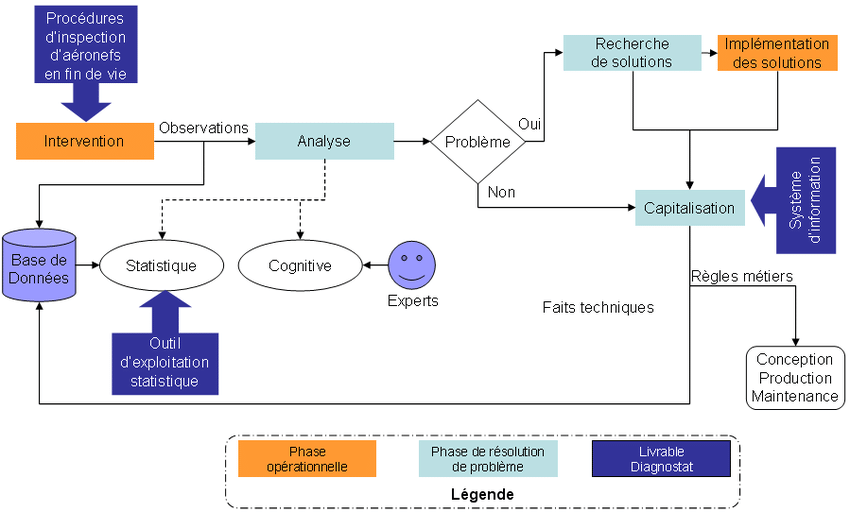 Procédures
d'inspection
d'aéronefs
en fin de vie
Recherche
de solutions
Implémentation
des solutions
Intervention
Observations
Analyse
Problème
Oui
Non
Capitalisation
Système
d'information
Base de
Données
Statistique
Cognitive
Experts
Règles métiers
Faits techniques
Outil
d'exploitation
statistique
Conception
Production
Maintenance
Phase
opérationnelle
Phase de résolution
de problème
Livrable
Diagnostat
Légende